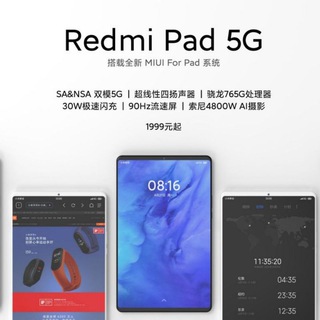 Redmi Pad 5G
搭载全新 MIUI For Pad 系统
SA&NSA 双模5G | 超线性四扬声器 | 骁龙765G处理器
30W极速闪充 | 90Hz流速屏 | 索尼4800W AI摄影
1999元起
08:16
11:35:20
04:35
12:35